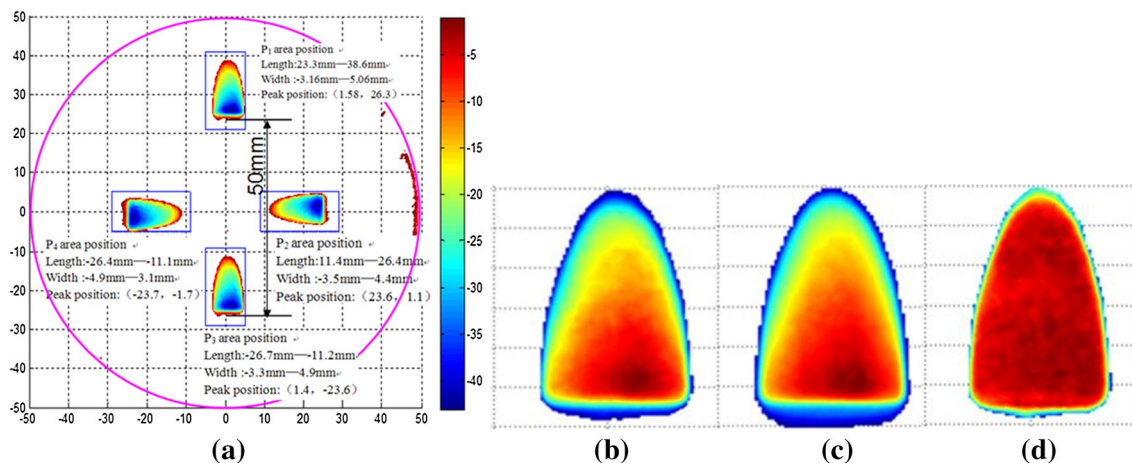 50
40
30
20
10
0
-10
-20
-30
-40
-50
-50 -40 -30 -20 -10 0 10 20 30 40 50
P₁ area position
Length:23.3mm—38.6mm
Width :-3.16mm—5.06mm
Peak position:（1.58，26.3）
50mm
P₄ area position
Length:-26.4mm—-11.1mm
Width :-4.9mm—3.1mm
Peak position:（-23.7，-1.7）
P₂ area position
Length:11.4mm—26.4mm
Width :-3.5mm—4.4mm
Peak position:（23.6，1.1）
P₃ area position
Length:-26.7mm—-11.2mm
Width :-3.3mm—4.9mm
Peak position:（1.4，-23.6）
-5
-10
-15
-20
-25
-30
-35
-40
(a) (b) (c) (d)